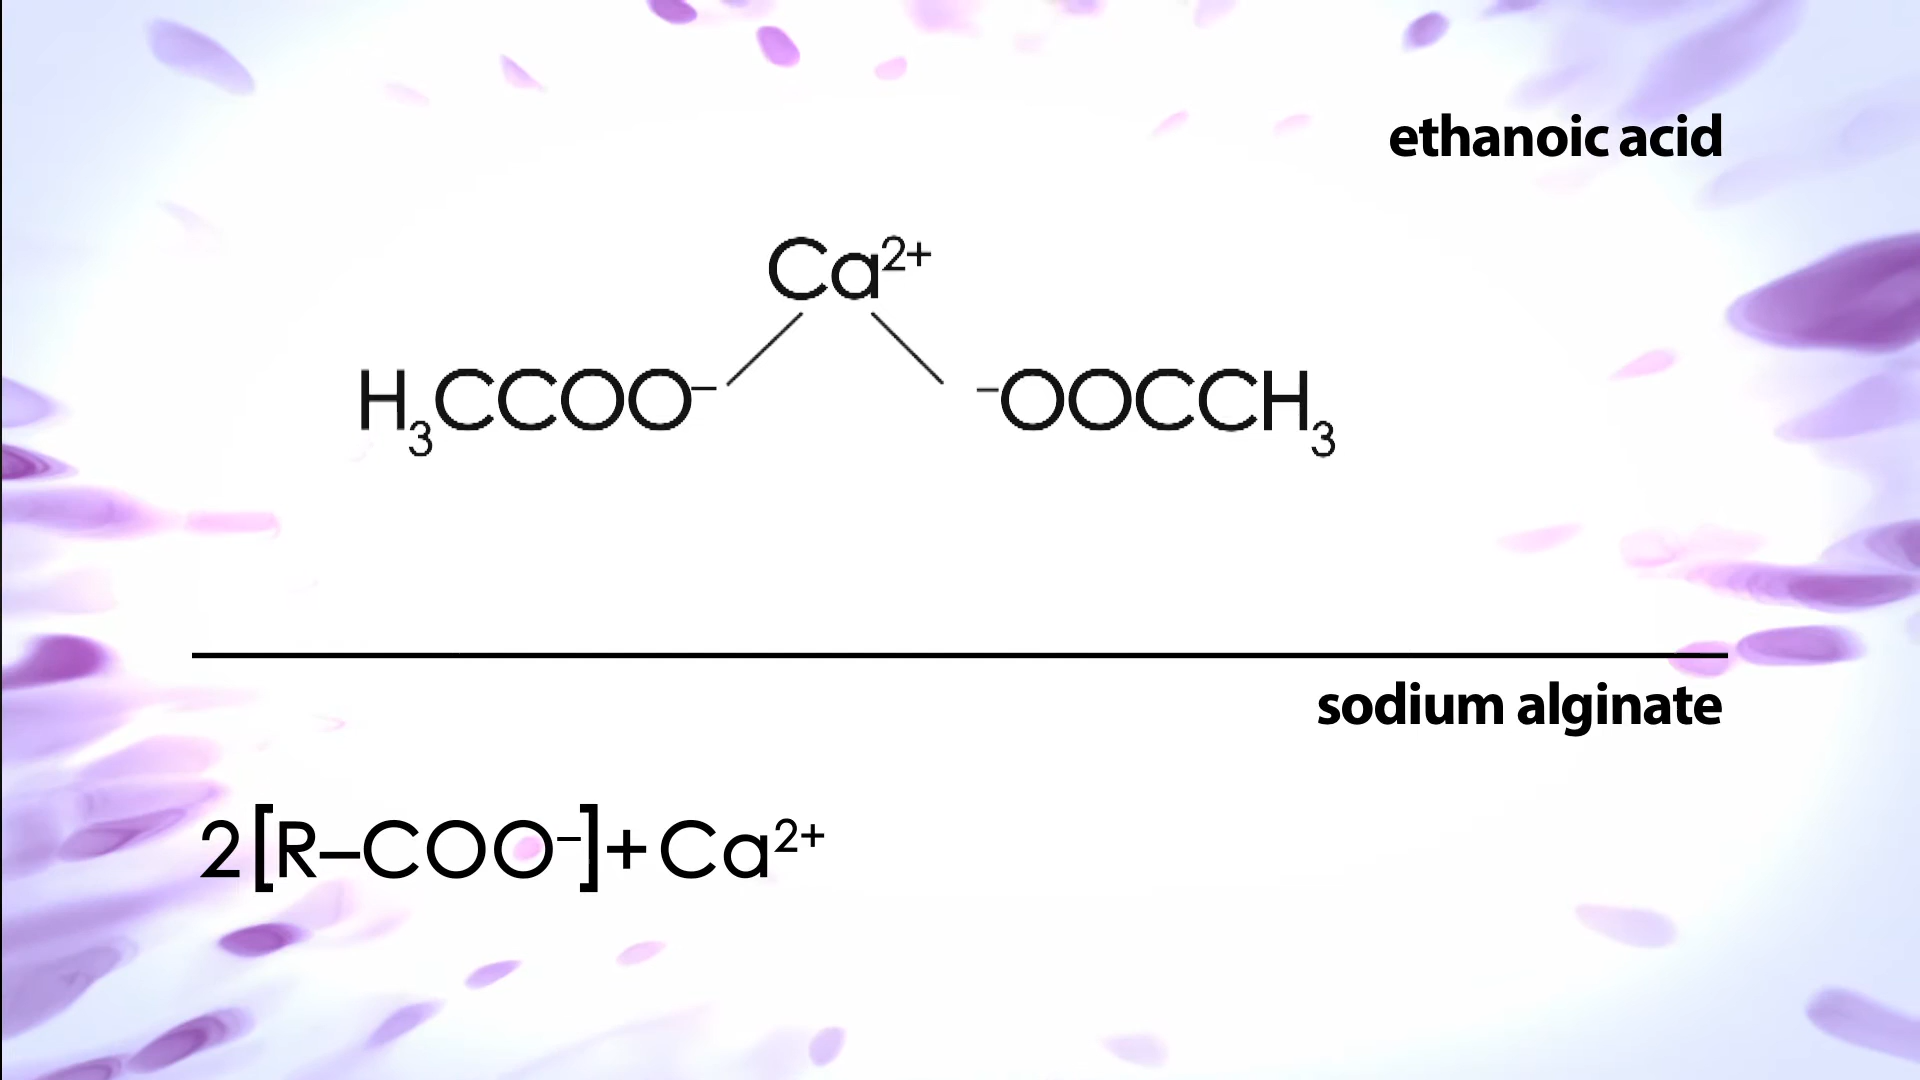 ethanoic acid
Ca²⁺
H₃CCOO⁻ ⁻OOCCH₃
sodium alginate
2[R–COO⁻]+Ca²⁺